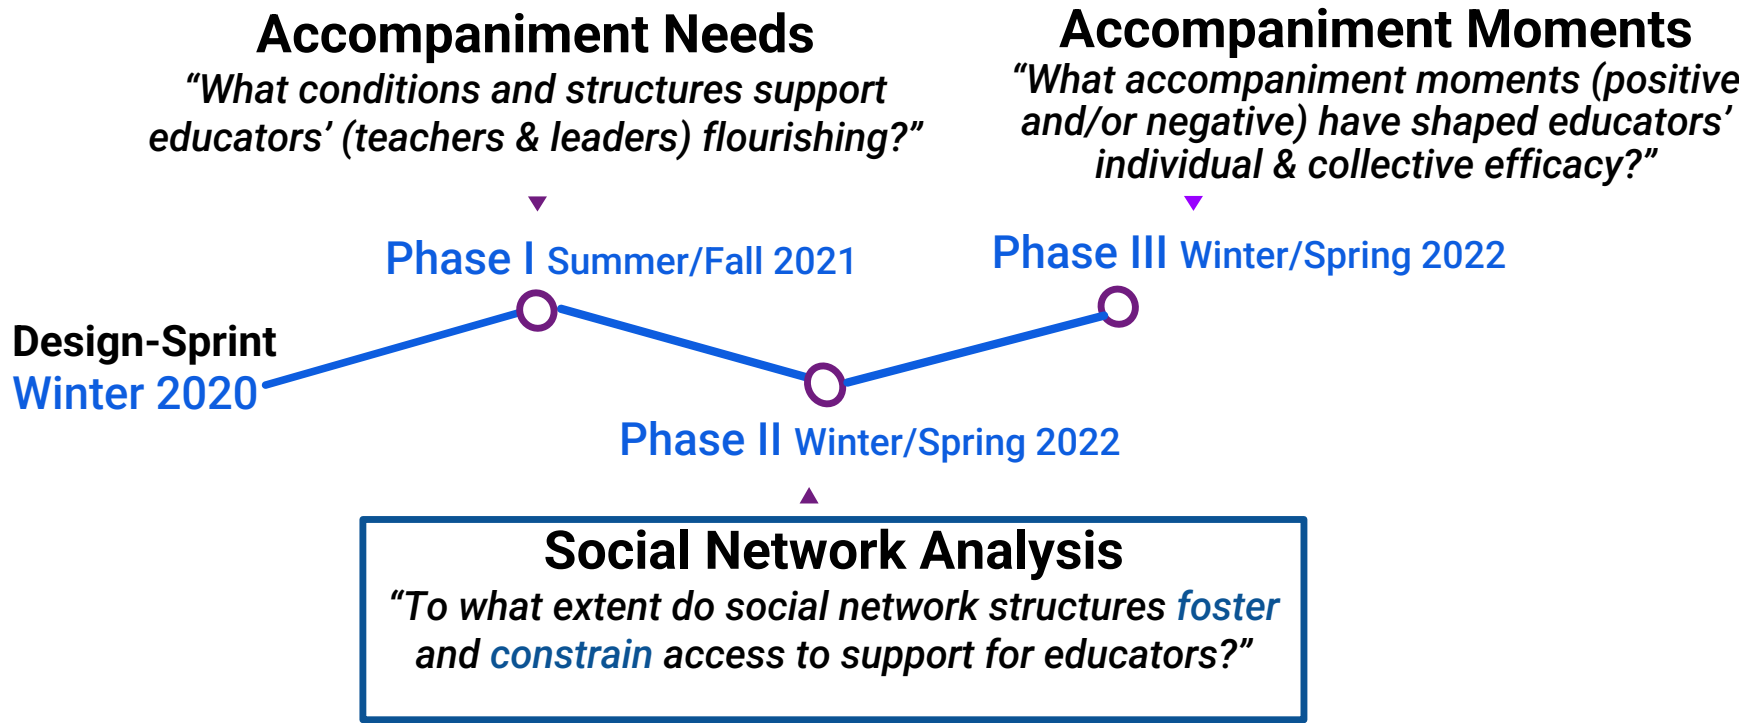 Accompaniment Needs
“What conditions and structures support
educators’ (teachers & leaders) flourishing?”
Accompaniment Moments
“What accompaniment moments (positive
and/or negative) have shaped educators’
individual & collective efficacy?”
Phase I Summer/Fall 2021
Phase III Winter/Spring 2022
Design-Sprint
Winter 2020
Phase II Winter/Spring 2022
Social Network Analysis
“To what extent do social network structures foster
and constrain access to support for educators?”